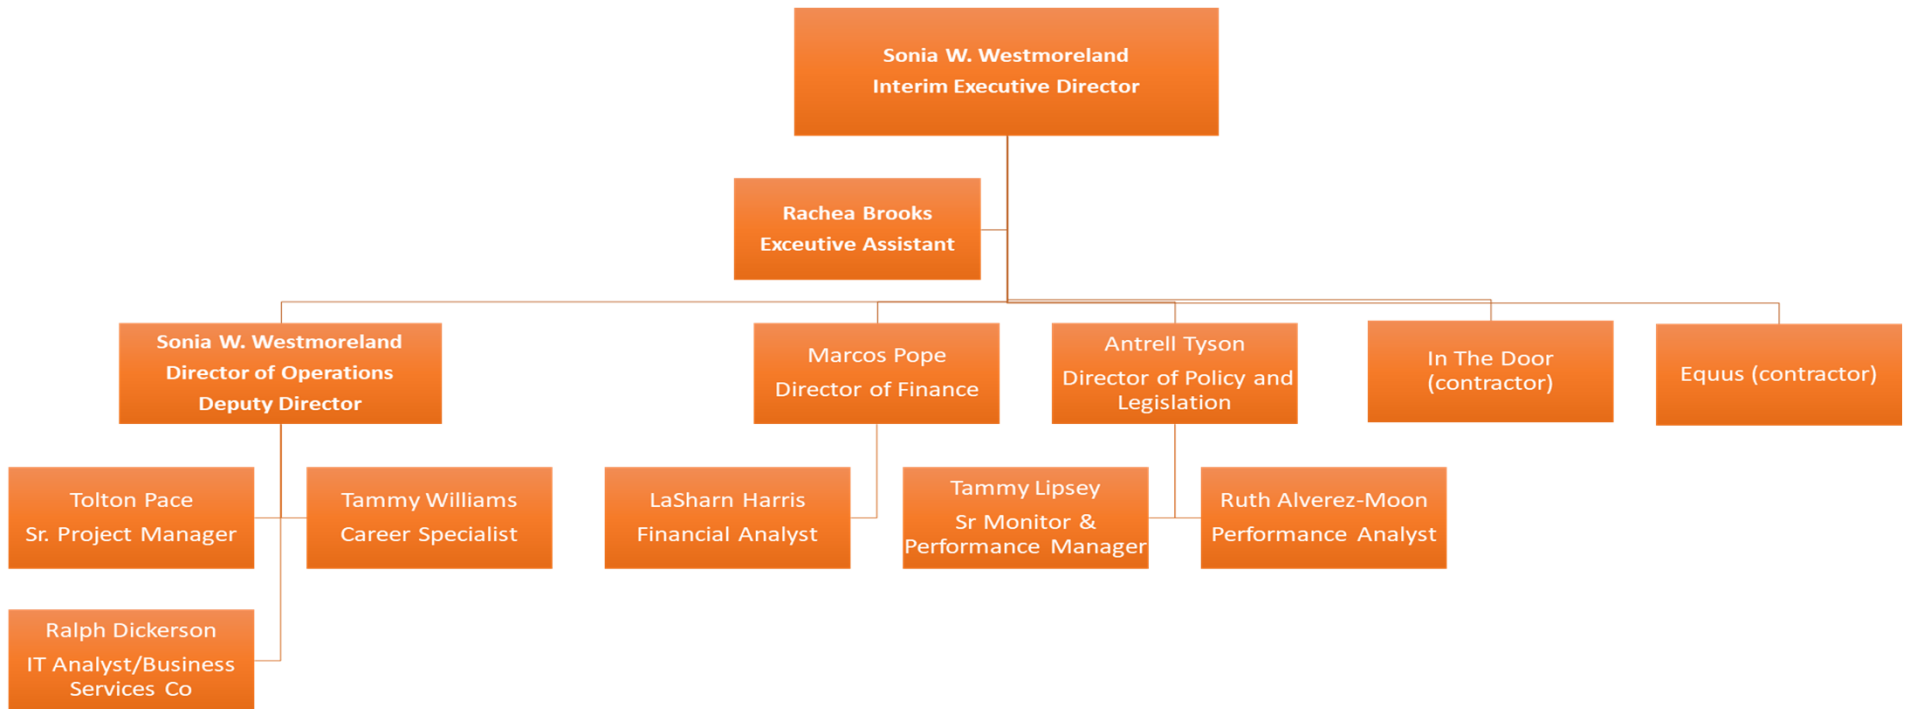 Sonia W. Westmoreland
Interim Executive Director
Rachea Brooks
Exceutive Assistant
Sonia W. Westmoreland
Director of Operations
Deputy Director
Marcos Pope
Director of Finance
Antrell Tyson
Director of Policy and
Legislation
In The Door
(contractor)
Equus (contractor)
Tolton Pace
Sr. Project Manager
Tammy Williams
Career Specialist
LaSharn Harris
Financial Analyst
Tammy Lipsey
Sr Monitor &
Performance Manager
Ruth Alverez-Moon
Performance Analyst
Ralph Dickerson
IT Analyst/Business
Services Co